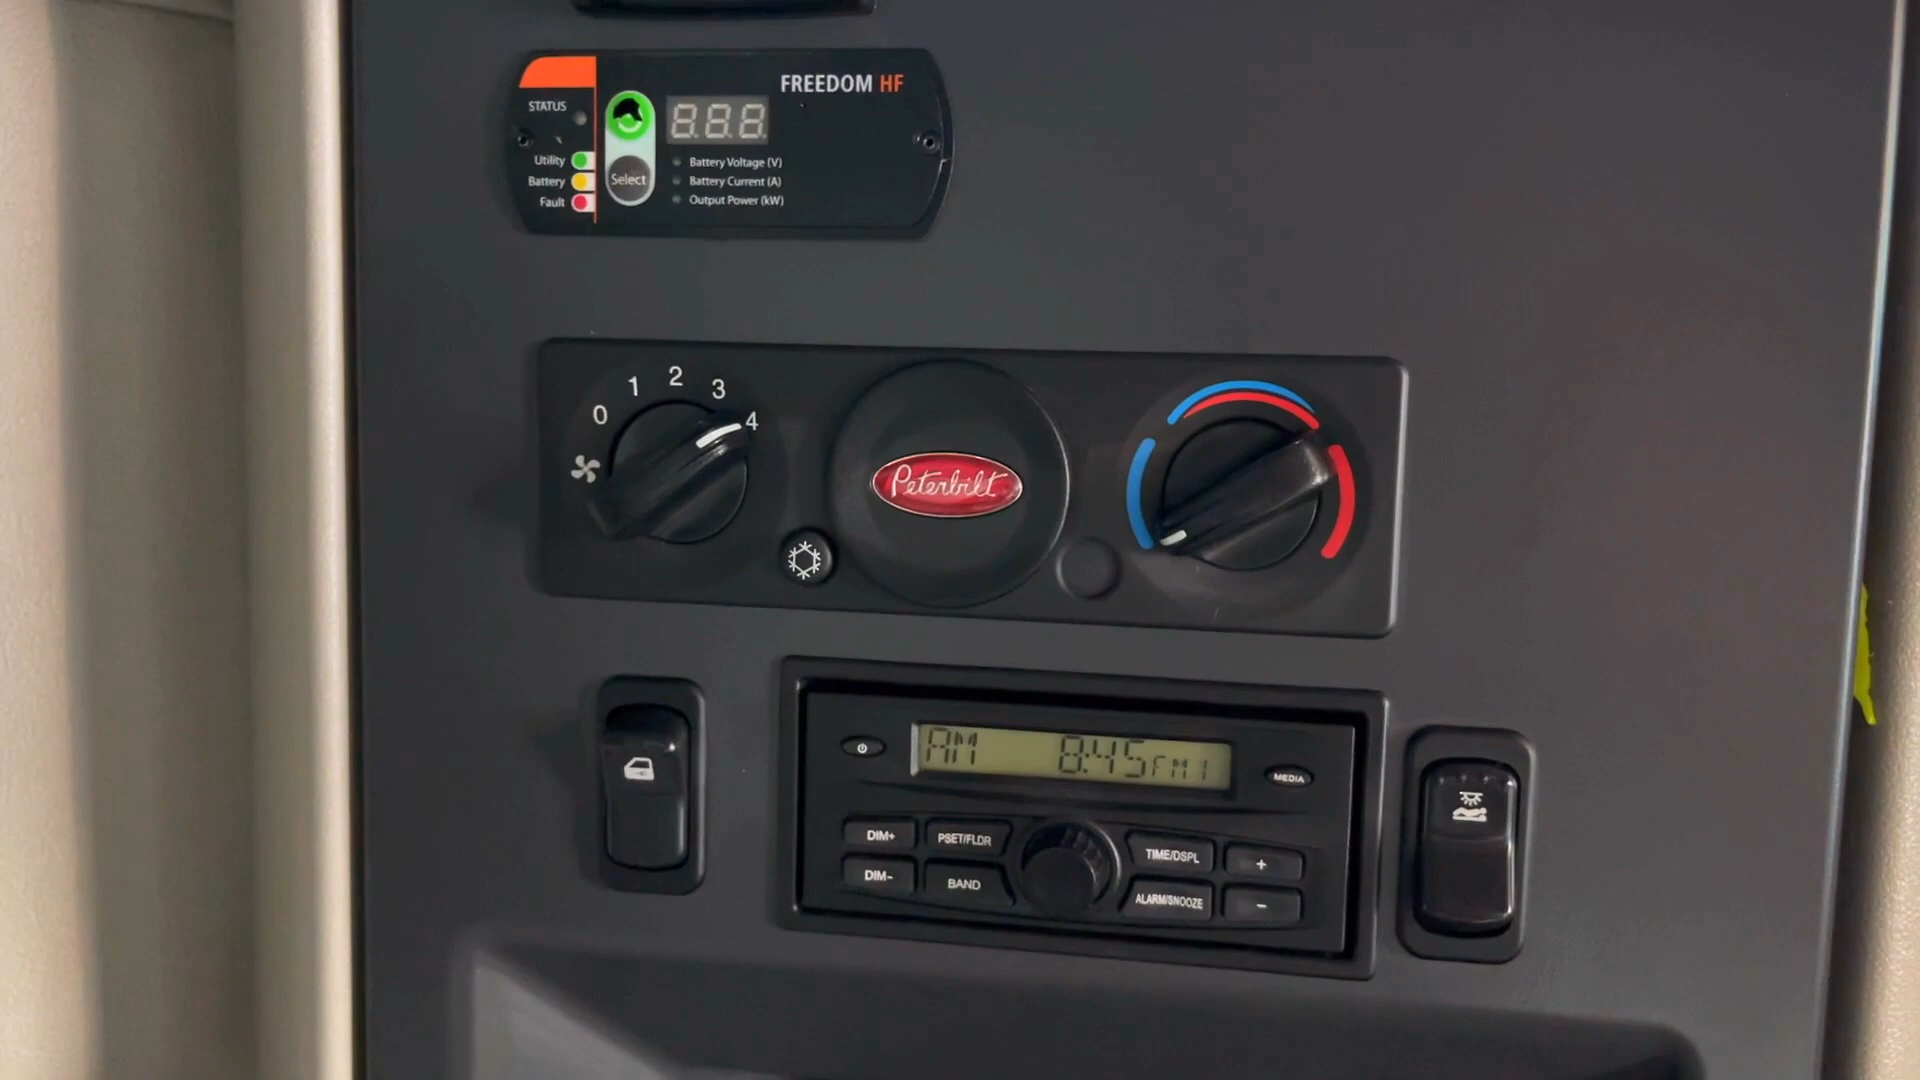 FREEDOM HF
STATUS
Utility
Battery
Fault
Select
8.8.8.
Battery Voltage (V)
Battery Current (A)
Output Power (kW)
0 1 2 3 4
Peterbilt
AM 8:45 FM1
MEDIA
DIM+
PSET/FLDR
TIME/DSPL
+
DIM-
BAND
ALARM/SNOOZE
-